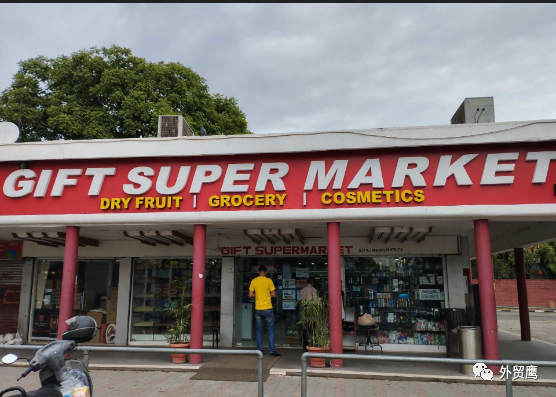 GIFT SUPER MARKET
DRY FRUIT | GROCERY | COSMETICS
GIFT SUPERMARKET
外贸鹰